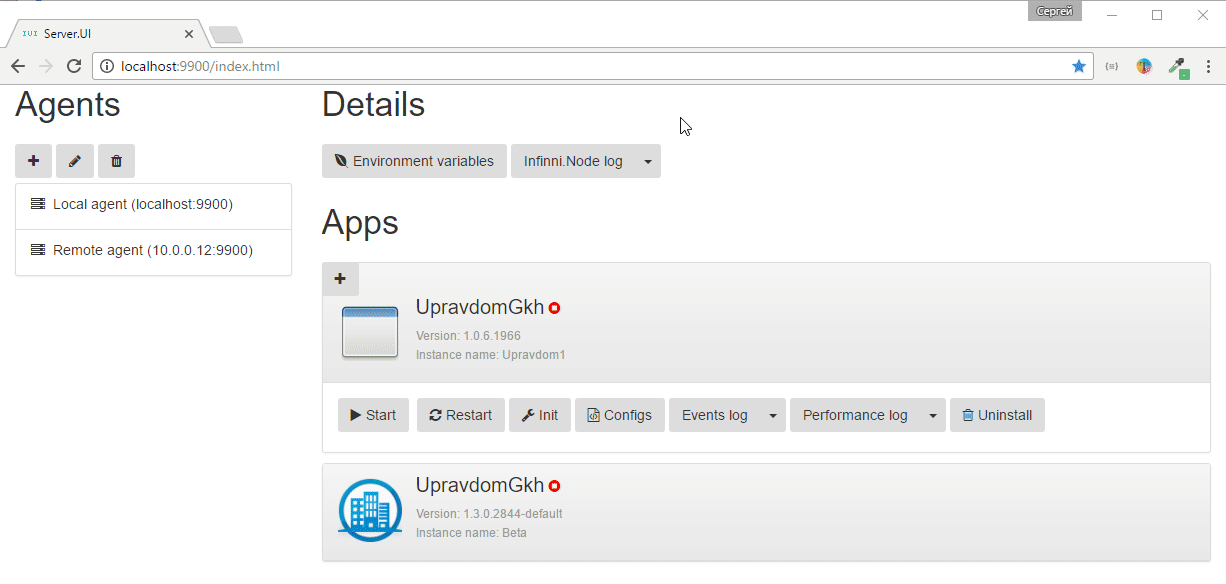 Сергей
IUI Server.UI
localhost:9900/index.html
Agents
Local agent (localhost:9900)
Remote agent (10.0.0.12:9900)
Details
Environment variables Infinni.Node log
Apps
UpravdomGkh
Version: 1.0.6.1966
Instance name: Upravdom1
Start Restart Init Configs Events log Performance log Uninstall
UpravdomGkh
Version: 1.3.0.2844-default
Instance name: Beta